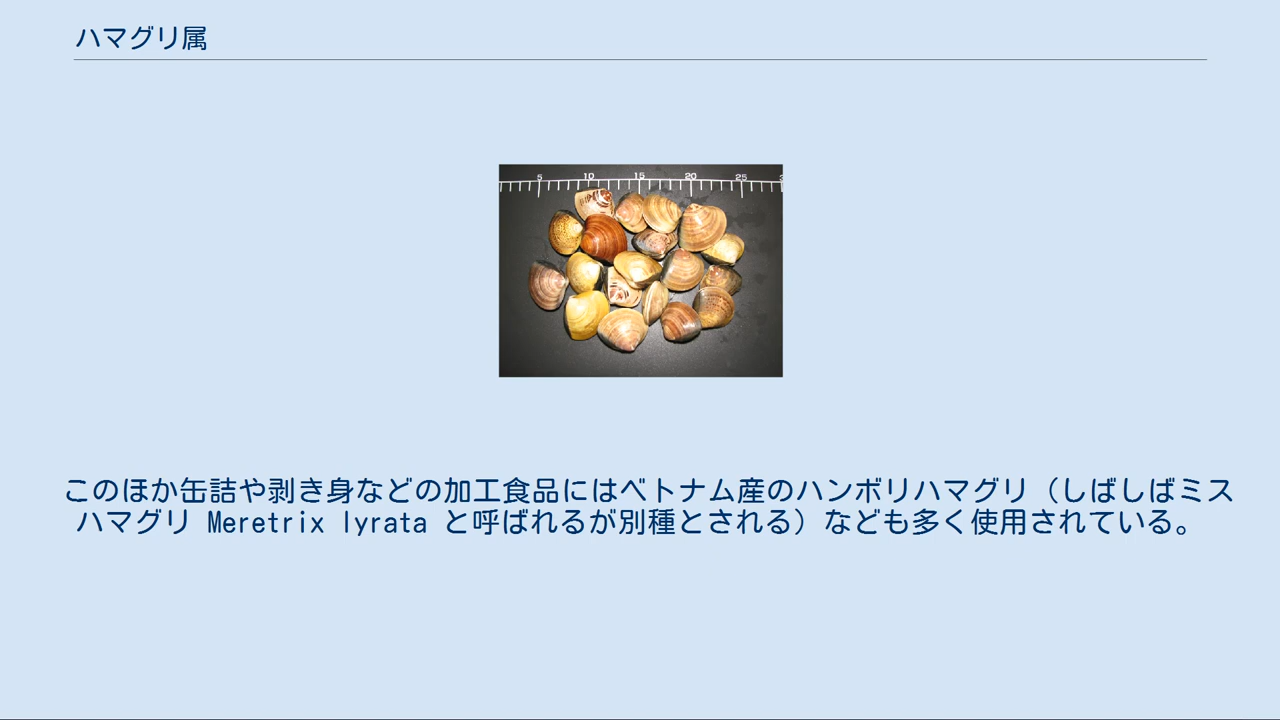 ハマグリ属
5 10 15 20 25
このほか缶詰や剥き身などの加工食品にはベトナム産のハンボリハマグリ（しばしばミス
ハマグリ Meretrix lyrata と呼ばれるが別種とされる）なども多く使用されている。